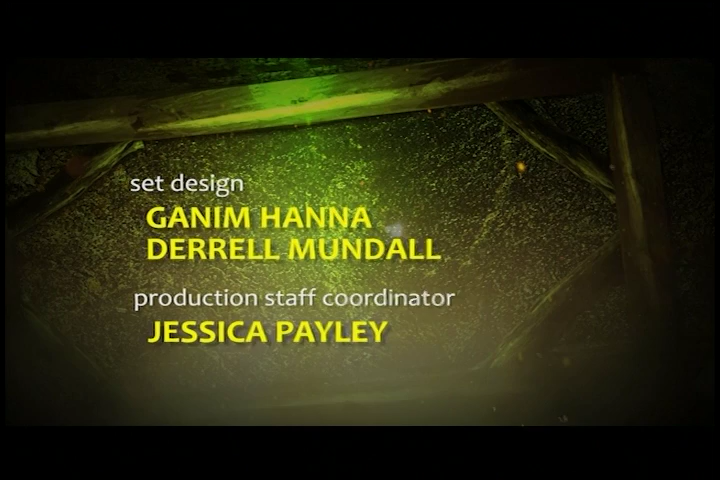 set design
GANIM HANNA
DERRELL MUNDALL
production staff coordinator
JESSICA PAYLEY